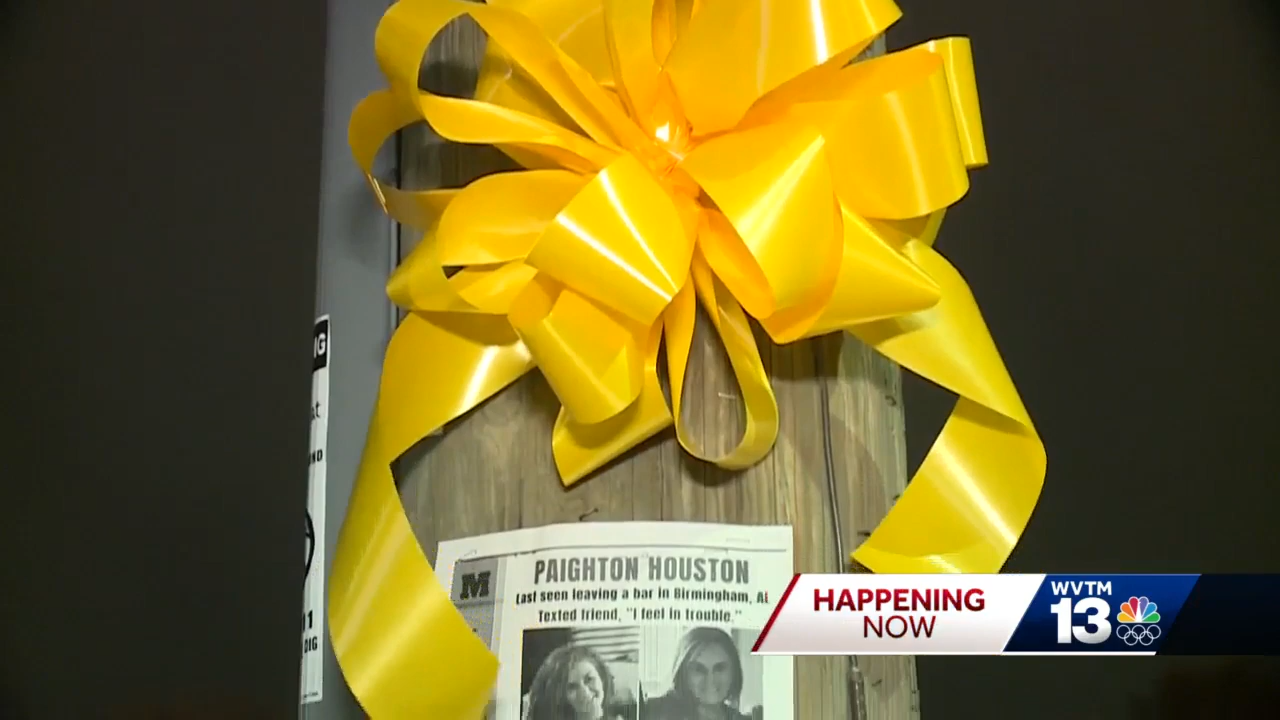 PAIGHTON HOUSTON
M
Last seen leaving a bar in Birmingham, AL
Texted friend, "I feel in trouble."
HAPPENING
NOW
WVTM
13